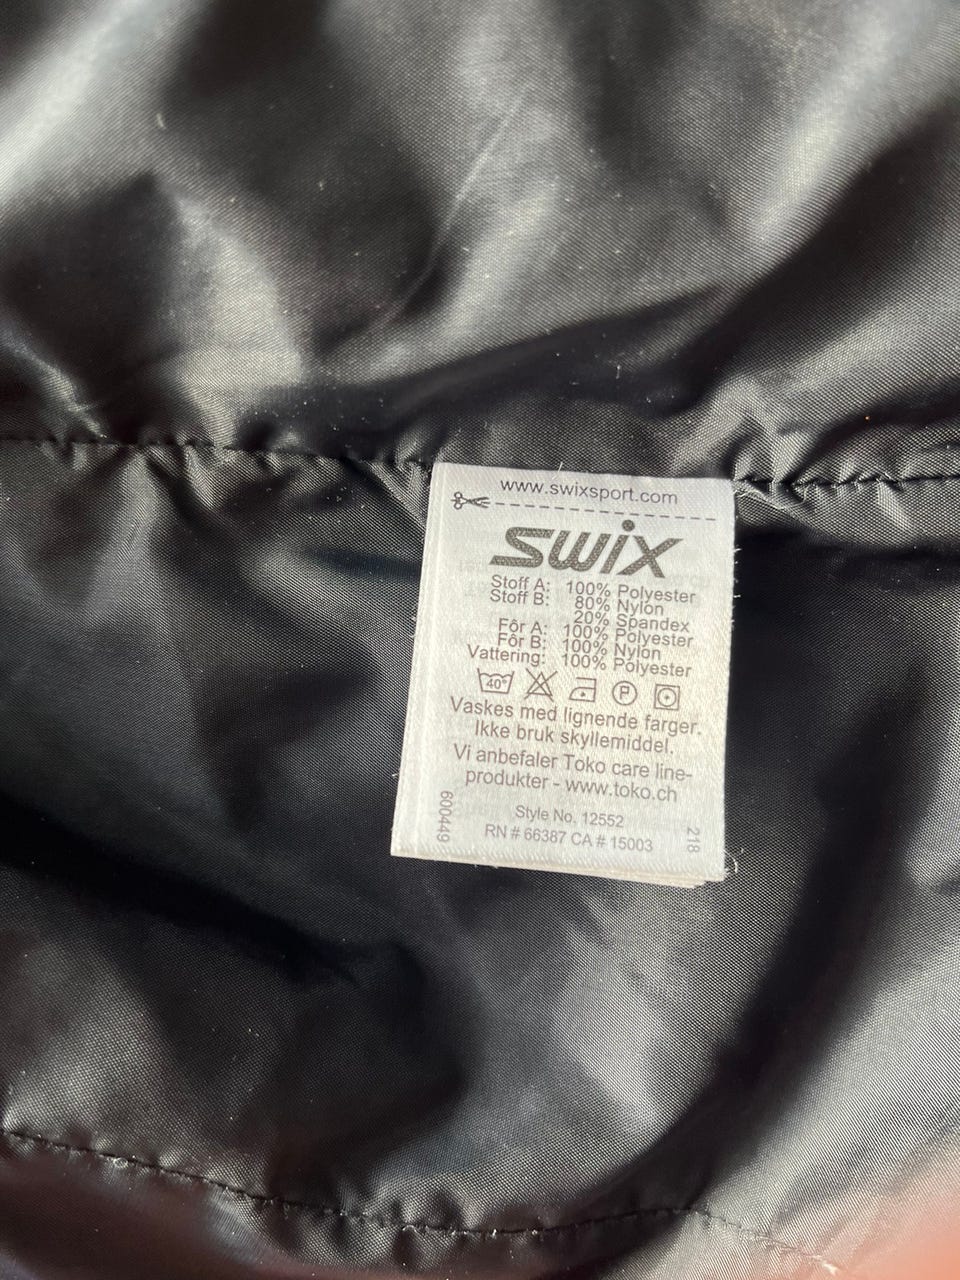 www.swixsport.com
swix
Stoff A: 100% Polyester
Stoff B: 80% Nylon
20% Spandex
Fôr A: 100% Polyester
Fôr B: 100% Nylon
Vattering: 100% Polyester
40° P
Vaskes med lignende farger.
Ikke bruk skyllemiddel.
Vi anbefaler Toko care line-
produkter - www.toko.ch
Style No. 12552
RN # 66387 CA # 15003
600449
218